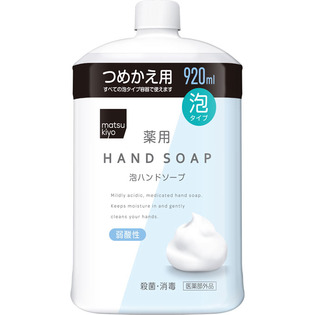 つめかえ用
すべての泡タイプ容器で使えます
920ml
泡
タイプ
matsu
kiyo
薬用
HAND SOAP
泡ハンドソープ
Mildly acidic, medicated hand soap.
Keeps moisture in and gently
cleans your hands.
弱酸性
殺菌・消毒 医薬部外品